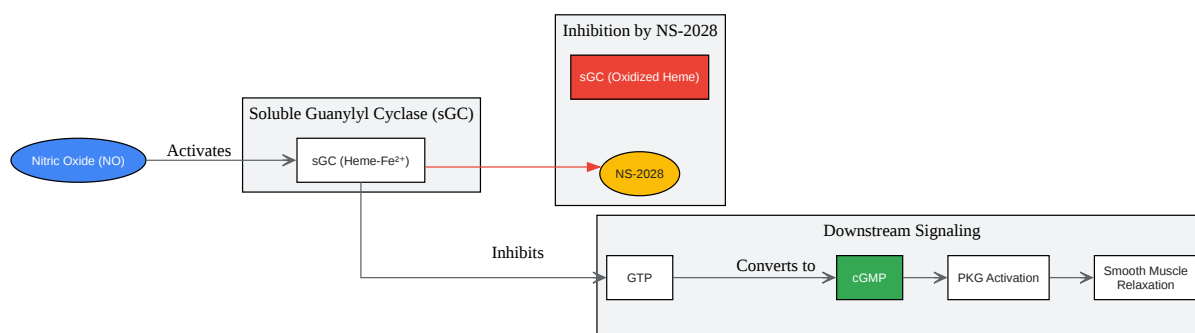 Inhibition by NS-2028
sGC (Oxidized Heme)
Soluble Guanylyl Cyclase (sGC)
Nitric Oxide (NO)
Activates
sGC (Heme-Fe²⁺)
NS-2028
Downstream Signaling
Inhibits
GTP
Converts to
cGMP
PKG Activation
Smooth Muscle
Relaxation